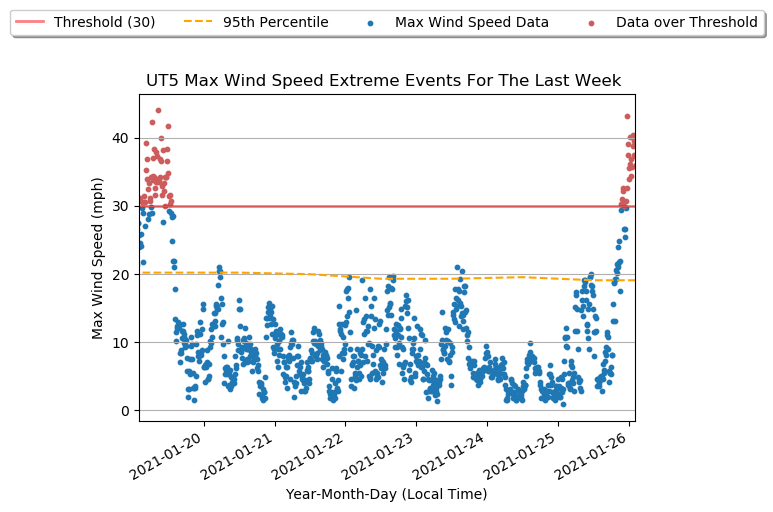 Threshold (30) 95th Percentile Max Wind Speed Data Data over Threshold
UT5 Max Wind Speed Extreme Events For The Last Week
40
30
20
10
0
Max Wind Speed (mph)
2021-01-20 2021-01-21 2021-01-22 2021-01-23 2021-01-24 2021-01-25 2021-01-26
Year-Month-Day (Local Time)